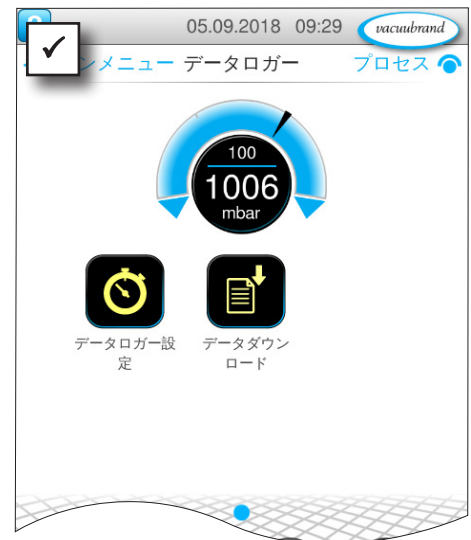 05.09.2018 09:29
vacuubrand
ンメニュー データロガー プロセス
100
1006
mbar
データロガー設
定
データダウン
ロード